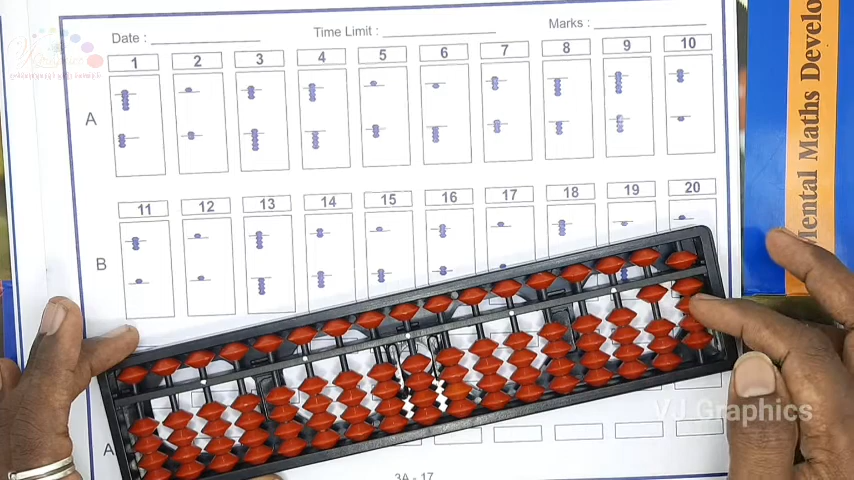 Date :
Time Limit :
Marks :
1 2 3 4 5 6 7 8 9 10
A
11 12 13 14 15 16 17 18 19 20
B
A
3A - 17
Mental Maths Develo
VJ Graphics